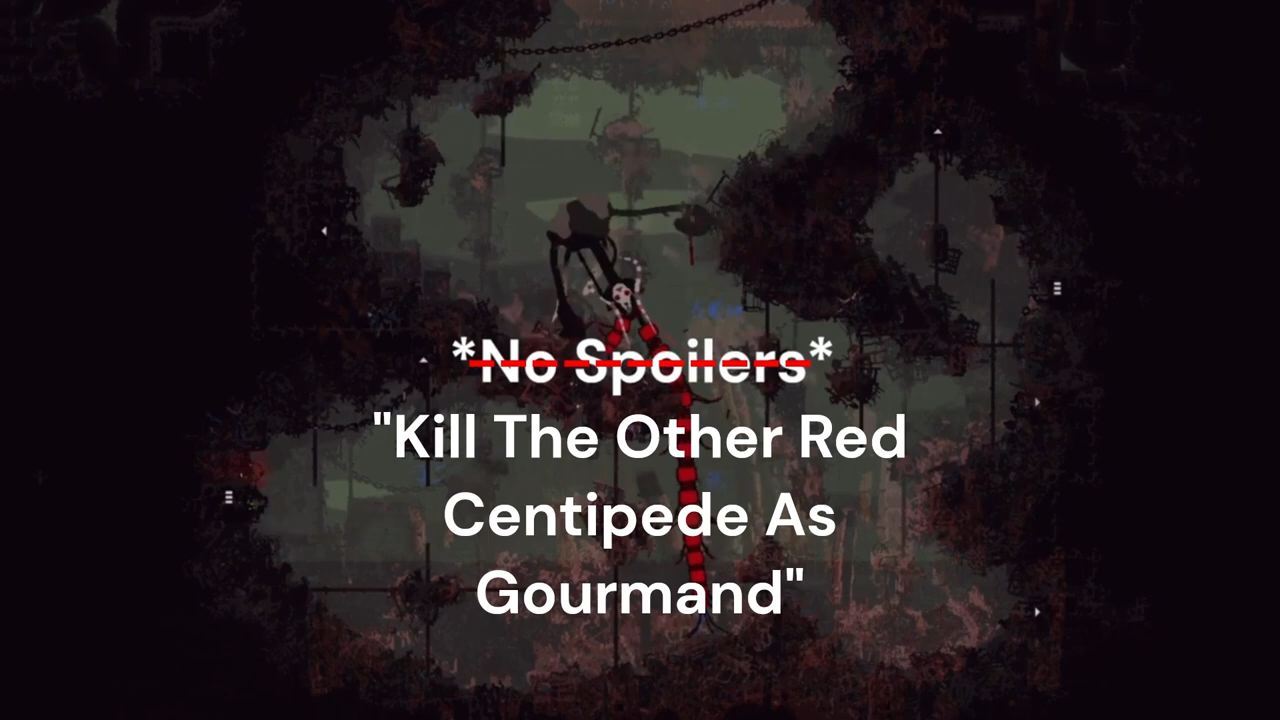 *No Spoilers*
"Kill The Other Red
Centipede As
Gourmand"